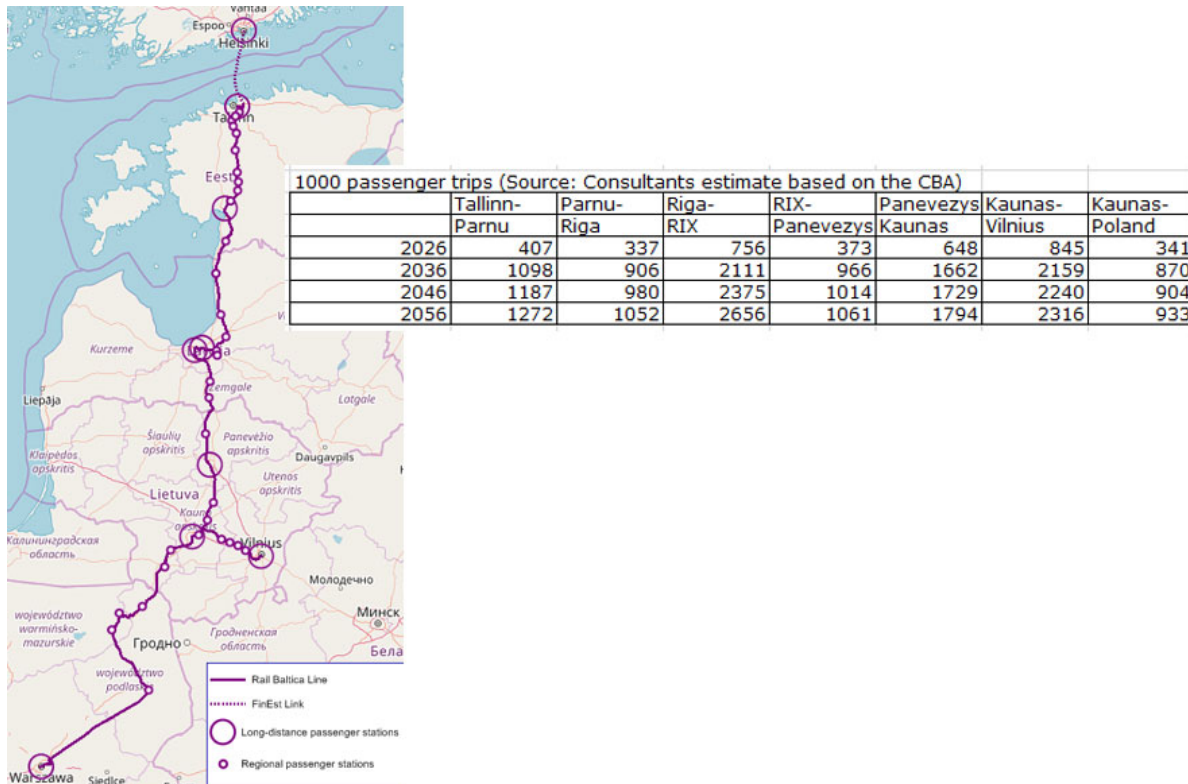 Vantaa
Espoo
Helsinki
Tallinn
Eesti
Kurzeme
Liepāja
Zemgale
Latgale
Šiaulių
apskritis
Panevėžio
apskritis
Daugavpils
Klaipėdos
apskritis
Utenos
apskritis
Lietuva
Kauno
apskritis
Vilnius
Калининградская
область
Молодечно
Минск
województwo
warmińsko-
mazurskie
Гродно
Гродненская
область
Бела
województwo
podlaskie
Warszawa
Siedlce
Rail Baltica Line
FinEst Link
Long-distance passenger stations
Regional passenger stations
1000 passenger trips (Source: Consultants estimate based on the CBA)
Tallinn- Parnu- Riga- RIX- Panevezys Kaunas- Kaunas-
Parnu Riga RIX Panevezys Kaunas Vilnius Poland
2026 407 337 756 373 648 845 341
2036 1098 906 2111 966 1662 2159 870
2046 1187 980 2375 1014 1729 2240 904
2056 1272 1052 2656 1061 1794 2316 933